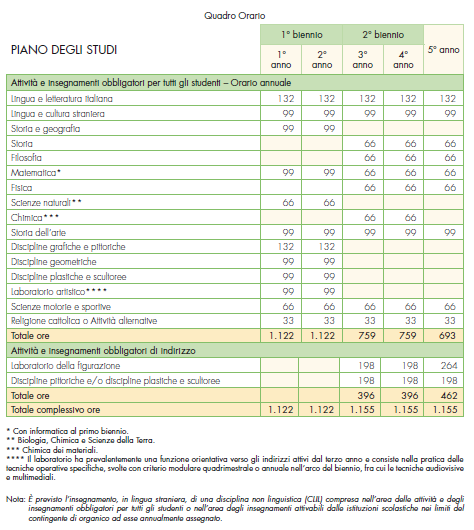 Quadro Orario
PIANO DEGLI STUDI 1° biennio 2° biennio 5° anno
1° anno 2° anno 3° anno 4° anno
Attività e insegnamenti obbligatori per tutti gli studenti – Orario annuale
Lingua e letteratura italiana 132 132 132 132 132
Lingua e cultura straniera 99 99 99 99 99
Storia e geografia 99 99
Storia 66 66 66
Filosofia 66 66 66
Matematica* 99 99 66 66 66
Fisica 66 66 66
Scienze naturali** 66 66
Chimica*** 66 66
Storia dell'arte 99 99 99 99 99
Discipline grafiche e pittoriche 132 132
Discipline geometriche 99 99
Discipline plastiche e scultoree 99 99
Laboratorio artistico**** 99 99
Scienze motorie e sportive 66 66 66 66 66
Religione cattolica o Attività alternative 33 33 33 33 33
Totale ore 1.122 1.122 759 759 693
Attività e insegnamenti obbligatori di indirizzo
Laboratorio della figurazione 198 198 264
Discipline pittoriche e/o discipline plastiche e scultoree 198 198 198
Totale ore 396 396 462
Totale complessivo ore 1.122 1.122 1.155 1.155 1.155
* Con informatica al primo biennio.
** Biologia, Chimica e Scienze della Terra.
*** Chimica dei materiali.
**** Il laboratorio ha prevalentemente una funzione orientativa verso gli indirizzi attivi dal terzo anno e consiste nella pratica delle
tecniche operative specifiche, svolte con criterio modulare quadrimestrale o annuale nell'arco del biennio, fra cui le tecniche audiovisive
e multimediali.
Nota: È previsto l'insegnamento, in lingua straniera, di una disciplina non linguistica (CLIL) compresa nell'area delle attività e degli
insegnamenti obbligatori per tutti gli studenti o nell'area degli insegnamenti attivabili dalle istituzioni scolastiche nei limiti del
contingente di organico ad esse annualmente assegnato.